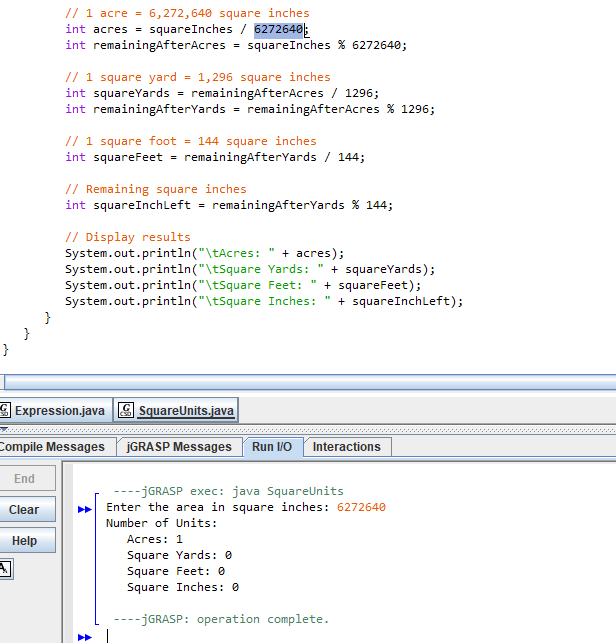 // 1 acre = 6,272,640 square inches
int acres = squareInches / 6272640;
int remainingAfterAcres = squareInches % 6272640;
// 1 square yard = 1,296 square inches
int squareYards = remainingAfterAcres / 1296;
int remainingAfterYards = remainingAfterAcres % 1296;
// 1 square foot = 144 square inches
int squareFeet = remainingAfterYards / 144;
// Remaining square inches
int squareInchLeft = remainingAfterYards % 144;
// Display results
System.out.println("\tAcres: " + acres);
System.out.println("\tSquare Yards: " + squareYards);
System.out.println("\tSquare Feet: " + squareFeet);
System.out.println("\tSquare Inches: " + squareInchLeft);
}
}
}
G CSD Expression.java G CSD SquareUnits.java
Compile Messages jGRASP Messages Run I/O Interactions
End
Clear
Help
A
----jGRASP exec: java SquareUnits
Enter the area in square inches: 6272640
Number of Units:
Acres: 1
Square Yards: 0
Square Feet: 0
Square Inches: 0
----jGRASP: operation complete.